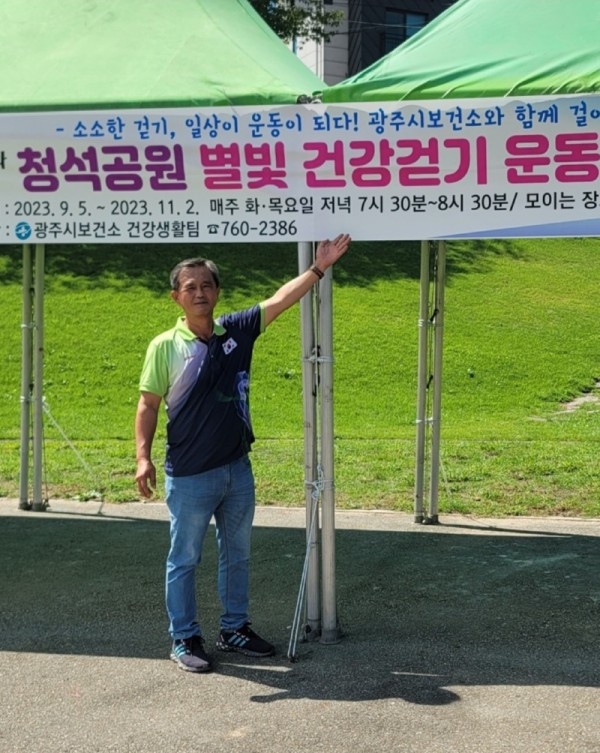 - 소소한 걷기, 일상이 운동이 되다! 광주시보건소와 함께 걸어
청석공원 별빛 건강걷기 운동
: 2023. 9. 5. ~ 2023. 11. 2. 매주 화·목요일 저녁 7시 30분~8시 30분/ 모이는 장
: 광주시보건소 건강생활팀 ☎760-2386